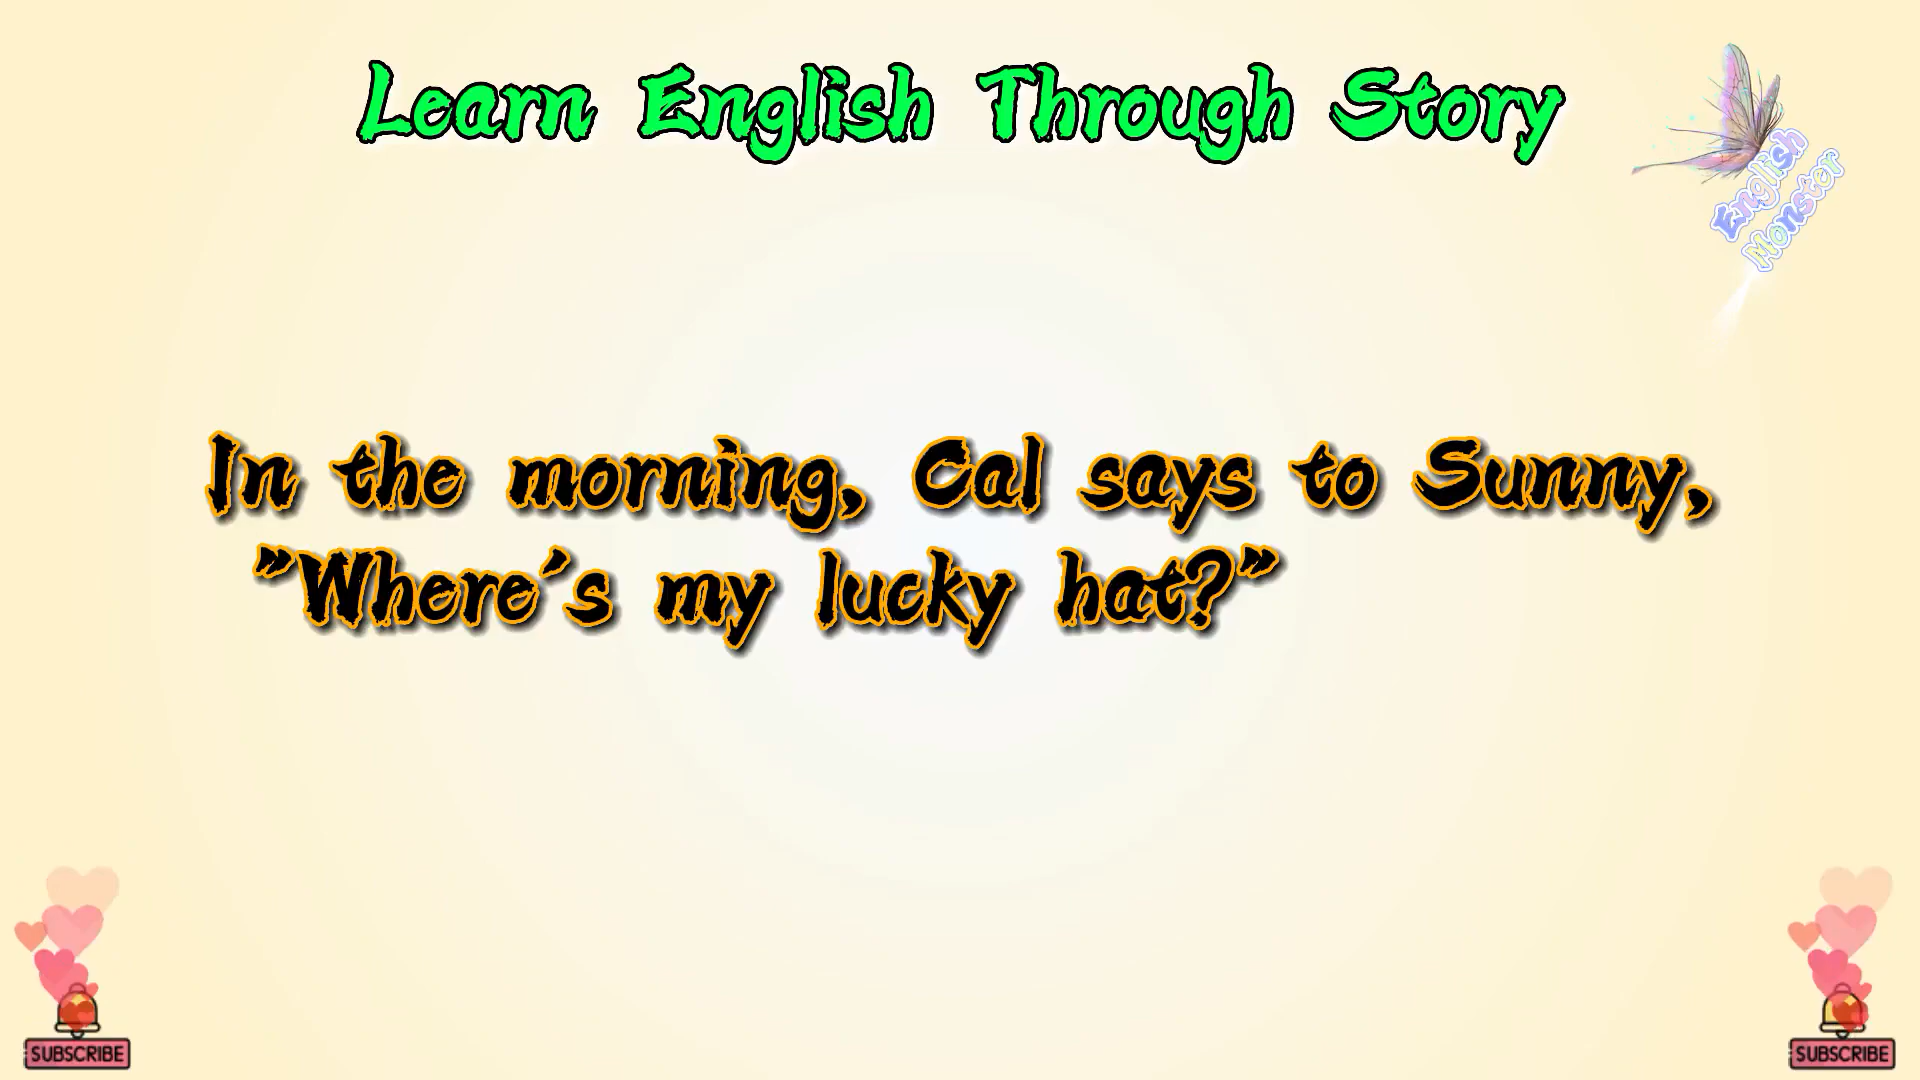 Learn English Through Story
English
Monster
In the morning, Cal says to Sunny,
"Where's my lucky hat?"
SUBSCRIBE
SUBSCRIBE